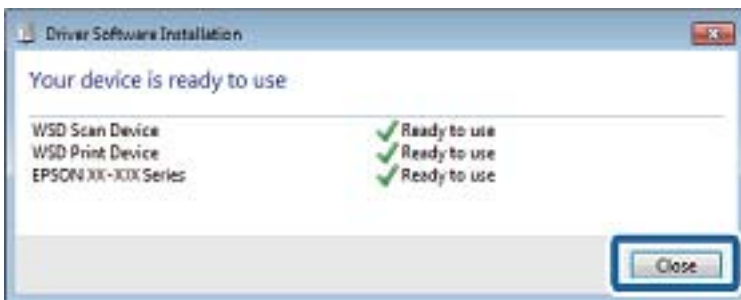 Driver Software Installation
Your device is ready to use
WSD Scan Device Ready to use
WSD Print Device Ready to use
EPSON XX-XXX Series Ready to use
Close